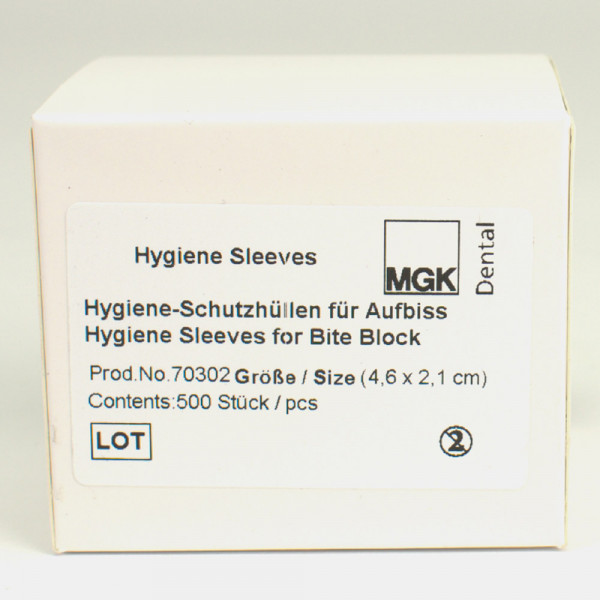 Hygiene Sleeves
MGK
Dental
Hygiene-Schutzhüllen für Aufbiss
Hygiene Sleeves for Bite Block
Prod.No.70302 Größe / Size (4,6 x 2,1 cm)
Contents:500 Stück / pcs
LOT
2